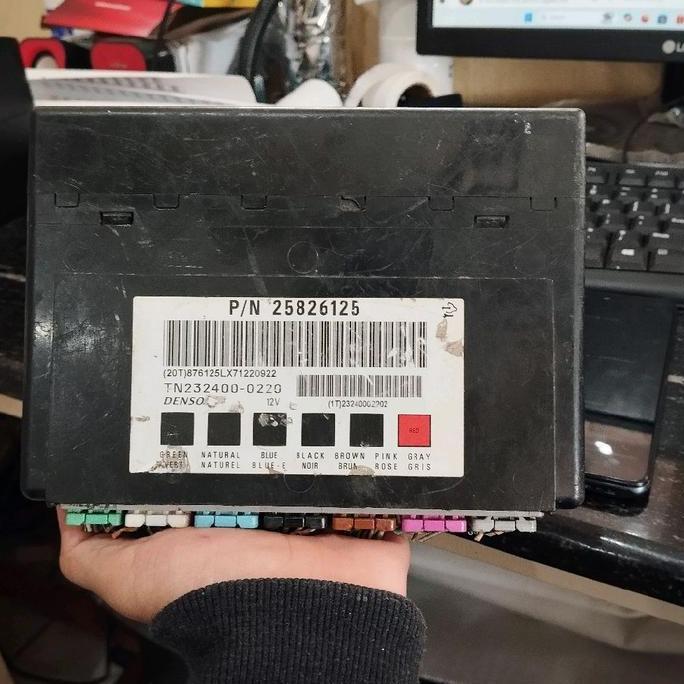 P/N 25826125
(20T)876125LX71220922
TN232400-0220
DENSO 12V
(1T)23240002202
RED
GREEN NATURAL BLUE BLACK BROWN PINK GRAY
VERT NATUREL BLUE-E NOIR BRUN ROSE GRIS